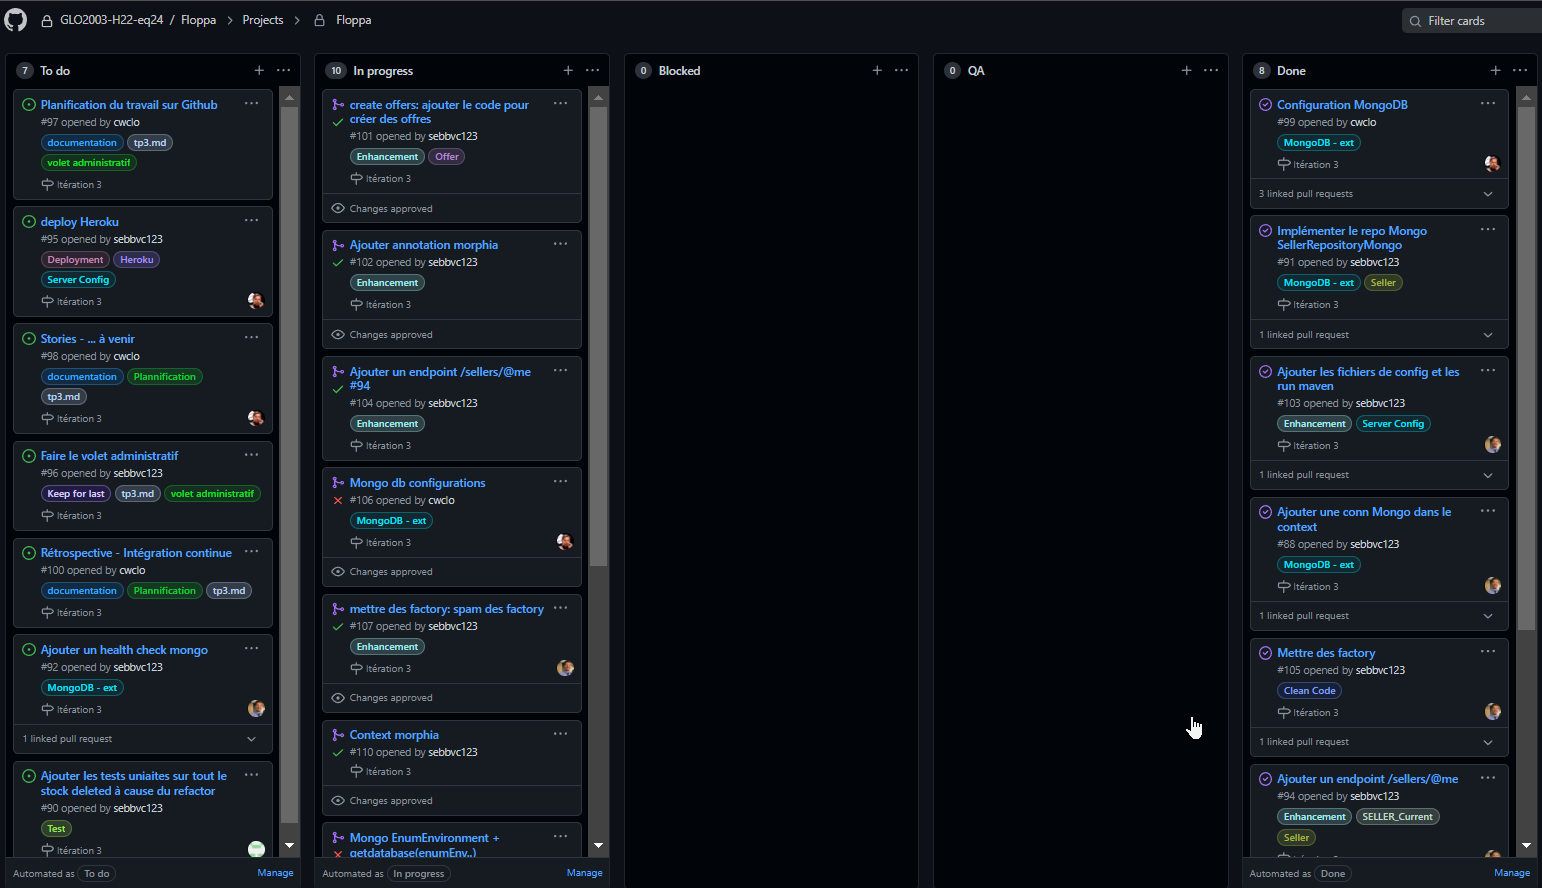 GLO2003-H22-eq24 / Floppa > Projects > Floppa
Filter cards
7 To do
Planification du travail sur Github
#97 opened by cwclo
documentation tp3.md
volet administratif
Itération 3
deploy Heroku
#95 opened by sebbvc123
Deployment Heroku
Server Config
Itération 3
Stories - ... à venir
#98 opened by cwclo
documentation Plannification
tp3.md
Itération 3
Faire le volet administratif
#96 opened by sebbvc123
Keep for last tp3.md volet administratif
Itération 3
Rétrospective - Intégration continue
#100 opened by cwclo
documentation Plannification tp3.md
Itération 3
Ajouter un health check mongo
#92 opened by sebbvc123
MongoDB - ext
Itération 3
1 linked pull request
Ajouter les tests uniaites sur tout le
stock deleted à cause du refactor
#90 opened by sebbvc123
Test
Itération 3
Automated as To do Manage
10 In progress
create offers: ajouter le code pour
créer des offres
#101 opened by sebbvc123
Enhancement Offer
Itération 3
Changes approved
Ajouter annotation morphia
#102 opened by sebbvc123
Enhancement
Itération 3
Changes approved
Ajouter un endpoint /sellers/@me
#94
#104 opened by sebbvc123
Enhancement
Itération 3
Mongo db configurations
#106 opened by cwclo
MongoDB - ext
Itération 3
Changes approved
mettre des factory: spam des factory
#107 opened by sebbvc123
Enhancement
Itération 3
Changes approved
Context morphia
#110 opened by sebbvc123
Itération 3
Changes approved
Mongo EnumEnvironment +
getdatabase(enumEnv..)
Automated as In progress Manage
0 Blocked
0 QA
8 Done
Configuration MongoDB
#99 opened by cwclo
MongoDB - ext
Itération 3
3 linked pull requests
Implémenter le repo Mongo
SellerRepositoryMongo
#91 opened by sebbvc123
MongoDB - ext Seller
Itération 3
1 linked pull request
Ajouter les fichiers de config et les
run maven
#103 opened by sebbvc123
Enhancement Server Config
Itération 3
1 linked pull request
Ajouter une conn Mongo dans le
context
#88 opened by sebbvc123
MongoDB - ext
Itération 3
1 linked pull request
Mettre des factory
#105 opened by sebbvc123
Clean Code
Itération 3
1 linked pull request
Ajouter un endpoint /sellers/@me
#94 opened by sebbvc123
Enhancement SELLER_Current
Seller
Automated as Done Manage